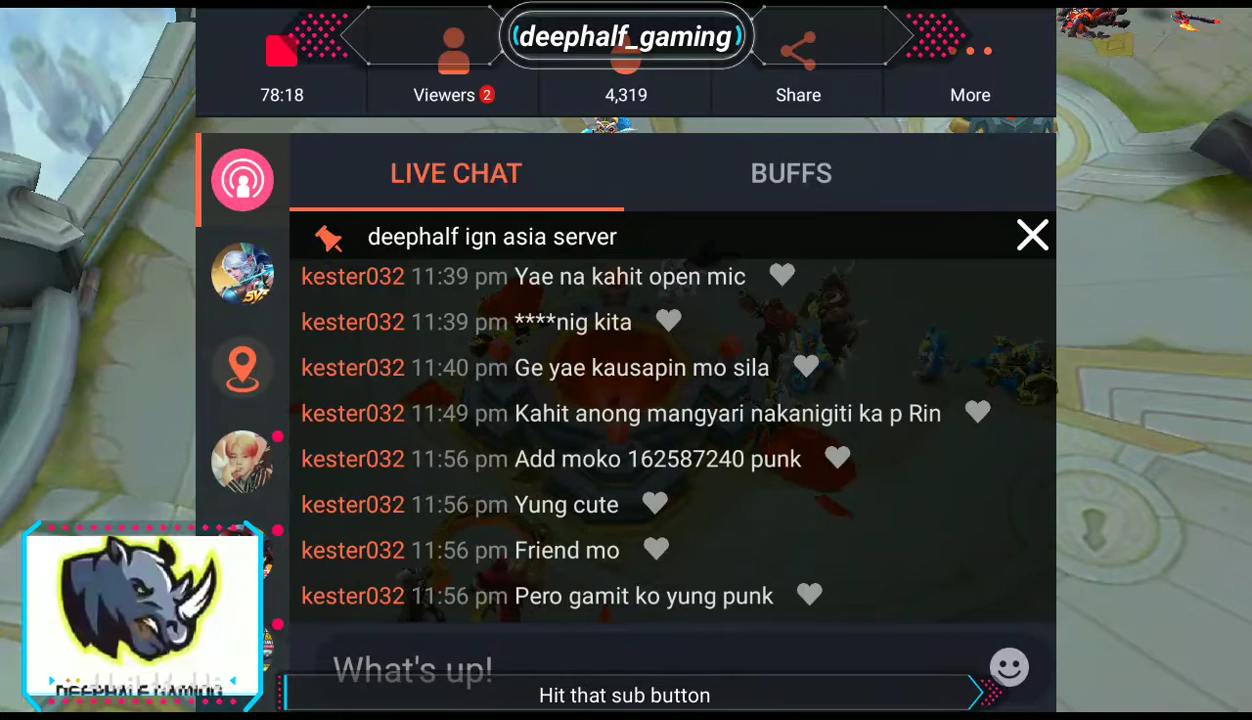 deephalf_gaming
78:18
Viewers 2
4,319
Share
More
LIVE CHAT
BUFFS
deephalf ign asia server
kester032 11:39 pm Yae na kahit open mic
kester032 11:39 pm ****nig kita
kester032 11:40 pm Ge yae kausapin mo sila
kester032 11:49 pm Kahit anong mangyari nakanigiti ka p Rin
kester032 11:56 pm Add moko 162587240 punk
kester032 11:56 pm Yung cute
kester032 11:56 pm Friend mo
kester032 11:56 pm Pero gamit ko yung punk
What's up!
DEEPHALF GAMING
Hit that sub button